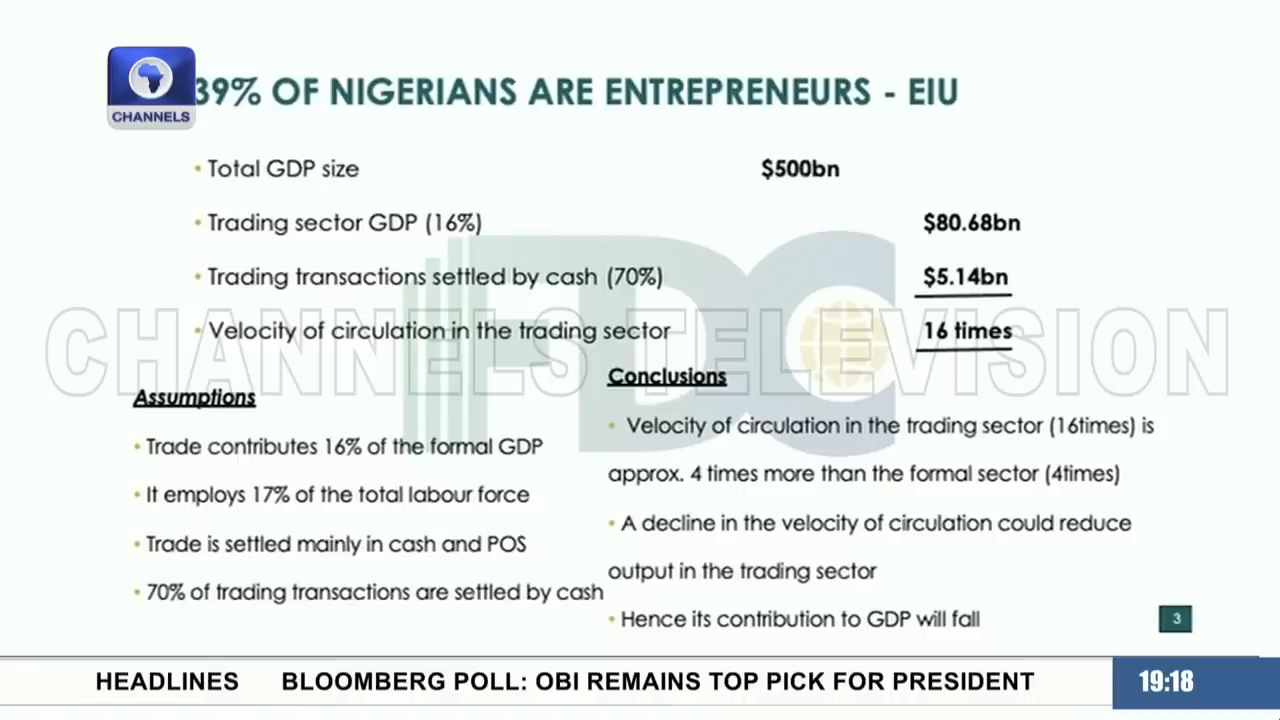 CHANNELS
39% OF NIGERIANS ARE ENTREPRENEURS - EIU
• Total GDP size $500bn
• Trading sector GDP (16%) $80.68bn
• Trading transactions settled by cash (70%) $5.14bn
• Velocity of circulation in the trading sector 16 times
CHANNELS TELEVISION
FDC
Assumptions
• Trade contributes 16% of the formal GDP
• It employs 17% of the total labour force
• Trade is settled mainly in cash and POS
• 70% of trading transactions are settled by cash
Conclusions
• Velocity of circulation in the trading sector (16times) is
approx. 4 times more than the formal sector (4times)
• A decline in the velocity of circulation could reduce
output in the trading sector
• Hence its contribution to GDP will fall
3
HEADLINES BLOOMBERG POLL: OBI REMAINS TOP PICK FOR PRESIDENT 19:18